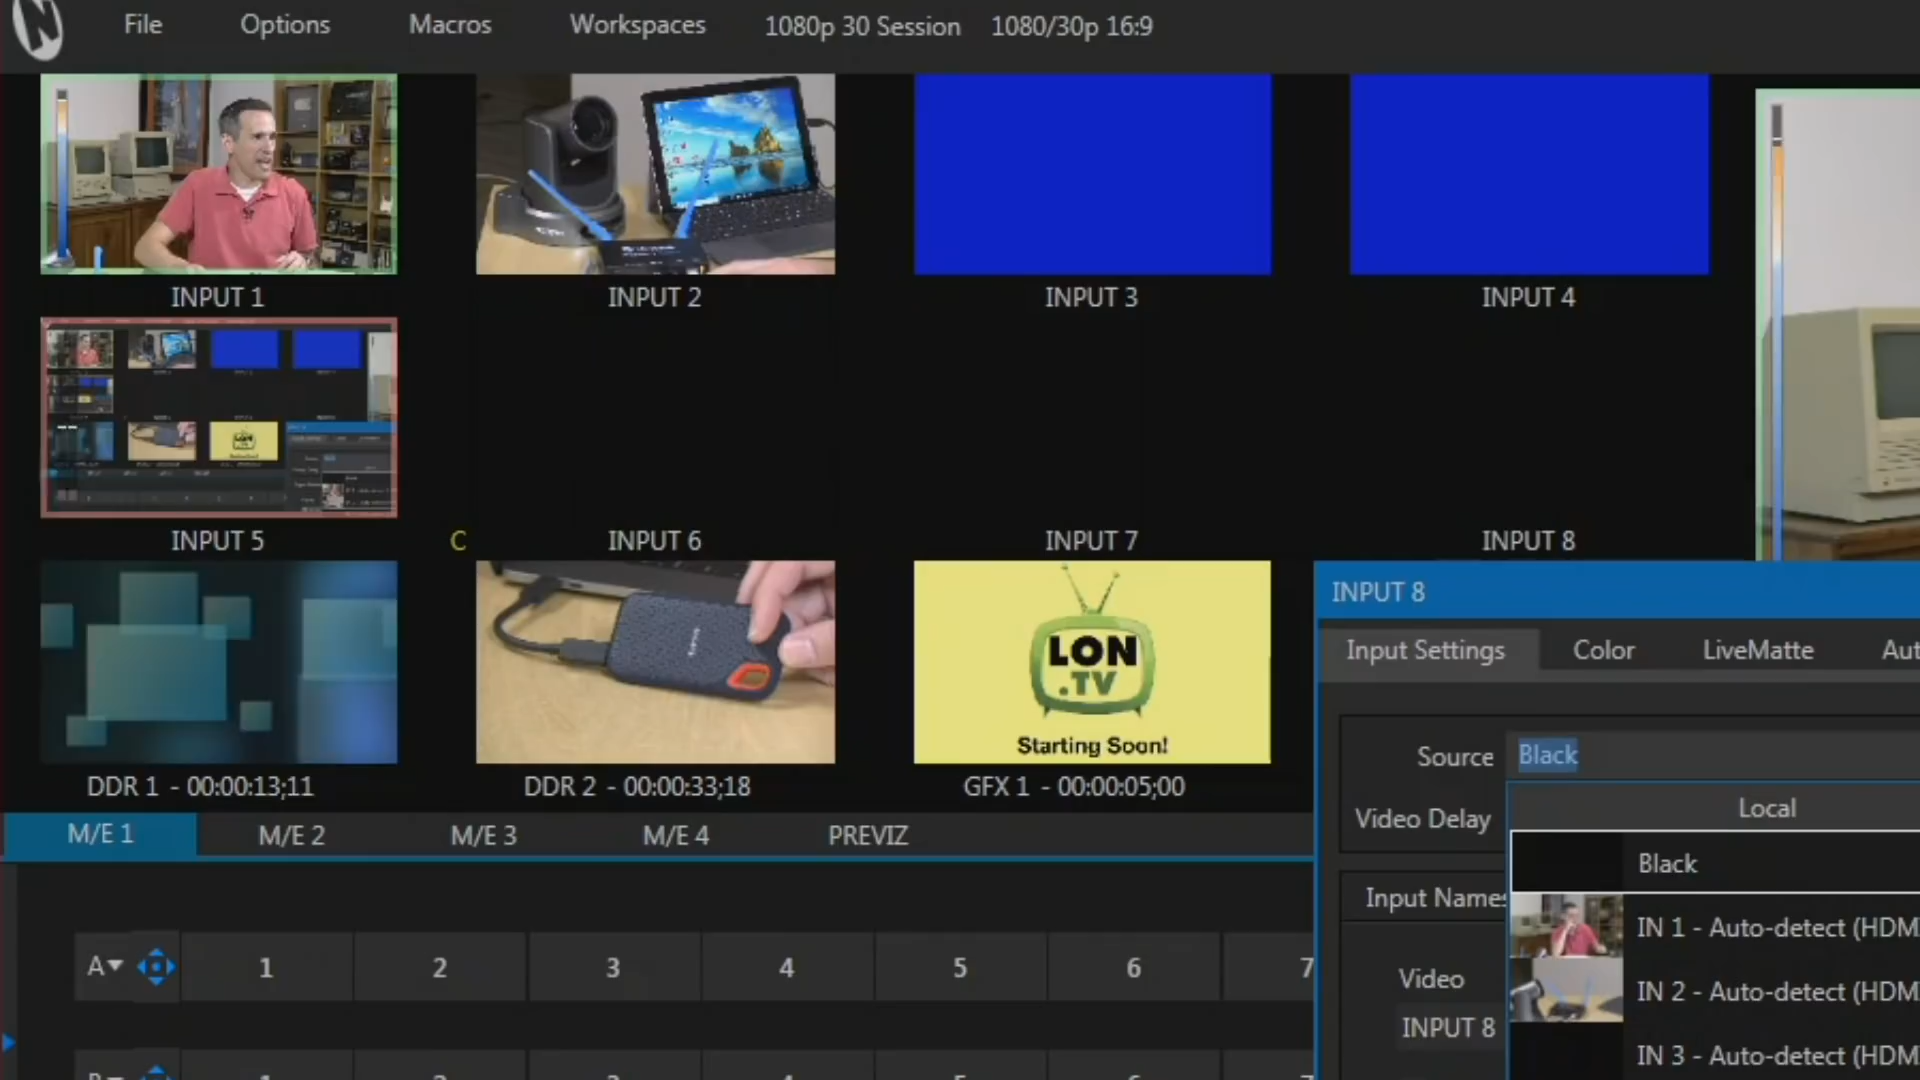 N File Options Macros Workspaces 1080p 30 Session 1080/30p 16:9
INPUT 1 INPUT 2 INPUT 3 INPUT 4
INPUT 5 C INPUT 6 INPUT 7 INPUT 8
LON
.TV
Starting Soon!
DDR 1 - 00:00:13;11 DDR 2 - 00:00:33;18 GFX 1 - 00:00:05;00
INPUT 8
Input Settings Color LiveMatte Aut
Source Black
Local
Video Delay
Black
Input Names
IN 1 - Auto-detect (HDM
Video
IN 2 - Auto-detect (HDM
INPUT 8
IN 3 - Auto-detect (HDM
M/E 1 M/E 2 M/E 3 M/E 4 PREVIZ
A 1 2 3 4 5 6 7